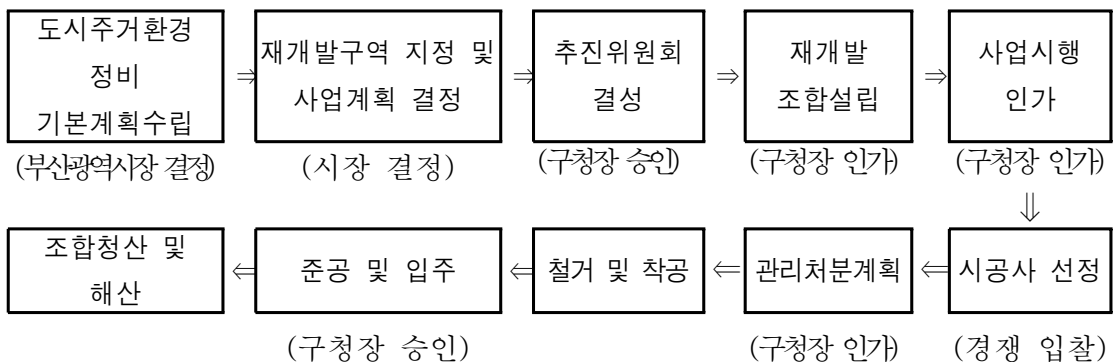 도시주거환경
정비
기본계획수립
⇒
재개발구역 지정 및
사업계획 결정
⇒
추진위원회
결성
⇒
재개발
조합설립
⇒
사업시행
인가
(부산광역시장 결정)
(시장 결정)
(구청장 승인)
(구청장 인가)
(구청장 인가)
⇓
조합청산 및
해산
⇐
준공 및 입주
⇐
철거 및 착공
⇐
관리처분계획
⇐
시공사 선정
(구청장 승인)
(구청장 인가)
(경쟁 입찰)